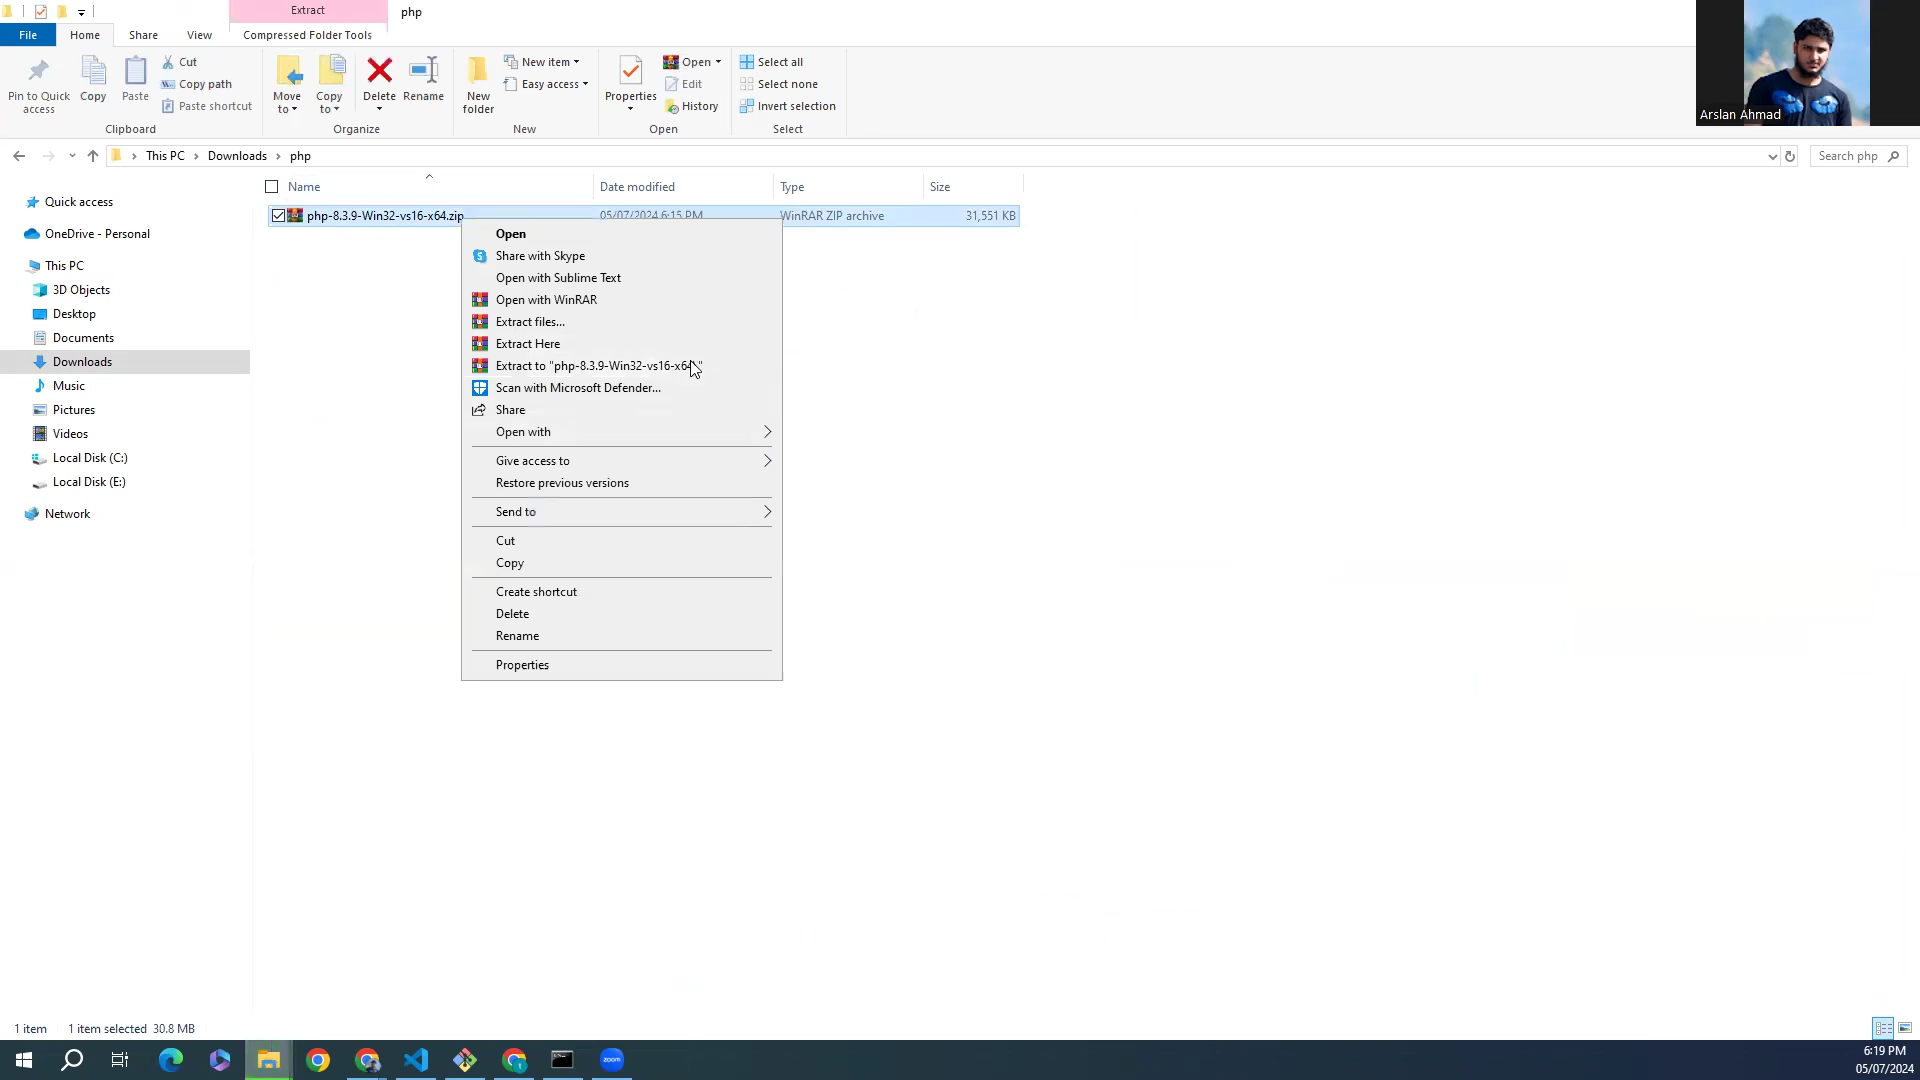 Extract
php
File
Home
Share
View
Compressed Folder Tools
Pin to Quick access
Copy
Paste
Cut
Copy path
Paste shortcut
Clipboard
Move to
Copy to
Delete
Rename
Organize
New folder
New item
Easy access
New
Properties
Open
Edit
History
Open
Select all
Select none
Invert selection
Select
Arslan Ahmad
This PC
Downloads
php
Search php
Quick access
OneDrive - Personal
This PC
3D Objects
Desktop
Documents
Downloads
Music
Pictures
Videos
Local Disk (C:)
Local Disk (E:)
Network
Name
Date modified
Type
Size
php-8.3.9-Win32-vs16-x64.zip
05/07/2024 6:15 PM
WinRAR ZIP archive
31,551 KB
Open
Share with Skype
Open with Sublime Text
Open with WinRAR
Extract files...
Extract Here
Extract to "php-8.3.9-Win32-vs16-x64\"
Scan with Microsoft Defender...
Share
Open with
Give access to
Restore previous versions
Send to
Cut
Copy
Create shortcut
Delete
Rename
Properties
1 item
1 item selected 30.8 MB
zoom
6:19 PM
05/07/2024